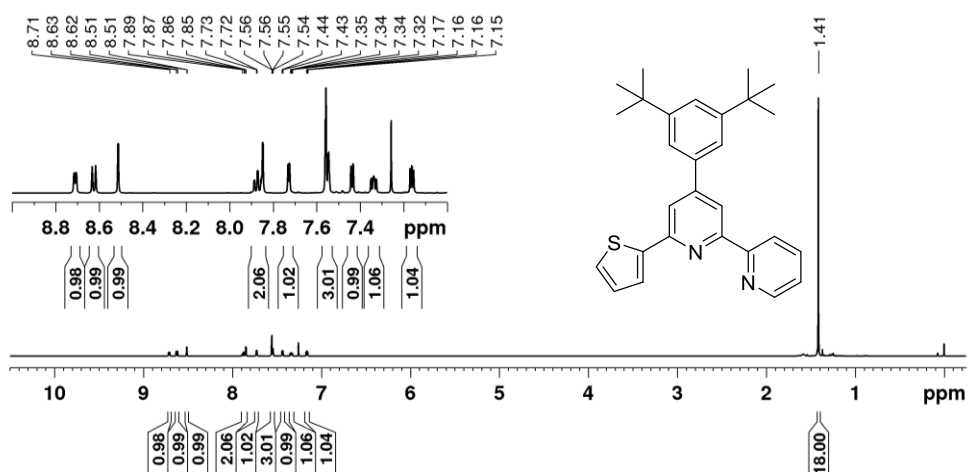 8.71 8.63 8.62 8.51 8.51 7.89 7.87 7.86 7.85 7.73 7.72 7.56 7.56 7.55 7.54 7.44 7.43 7.35 7.34 7.34 7.32 7.17 7.16 7.16 7.15 1.41
8.8 8.6 8.4 8.2 8.0 7.8 7.6 7.4 ppm
0.98 0.99 0.99 2.06 1.02 3.01 0.99 1.06 1.04
S N N
10 9 8 7 6 5 4 3 2 1 ppm
0.98 0.99 0.99 2.06 1.02 3.01 0.99 1.06 1.04 18.00